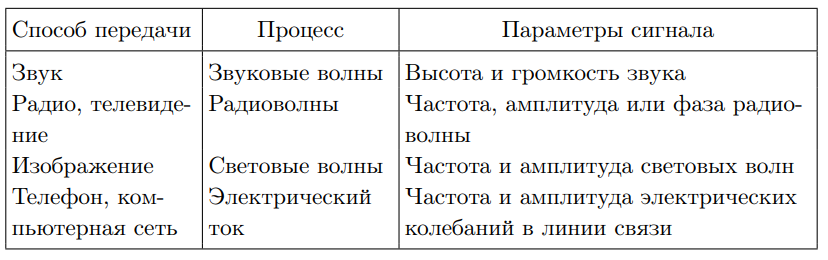 Способ передачи Процесс Параметры сигнала
Звук Звуковые волны Высота и громкость звука
Радио, телевиде- Радиоволны Частота, амплитуда или фаза радио-
ние волны
Изображение Световые волны Частота и амплитуда световых волн
Телефон, ком- Электрический Частота и амплитуда электрических
пьютерная сеть ток колебаний в линии связи